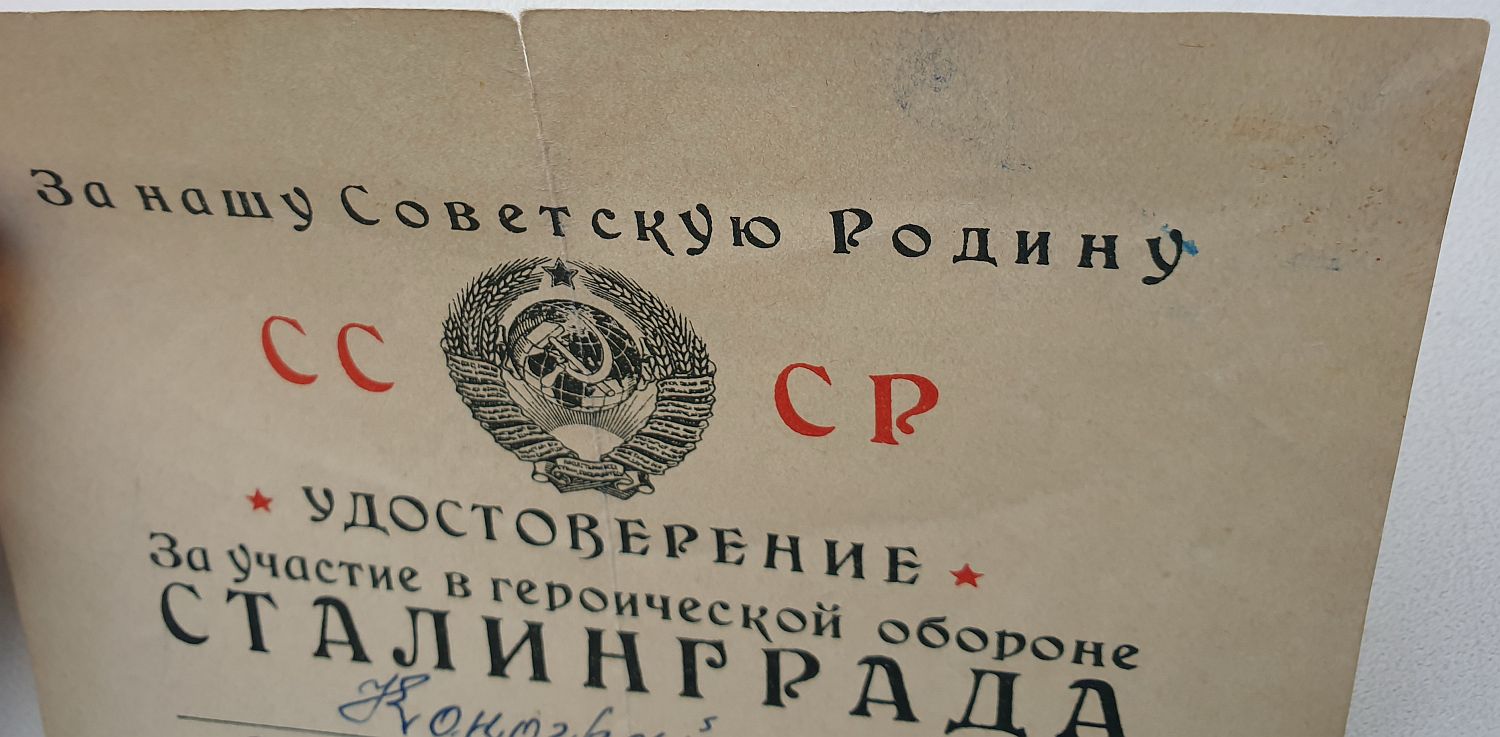 За нашу Советскую Родину
СС СР
УДОСТОВЕРЕНИЕ
За участие в героической обороне
СТАЛИНГРАДА